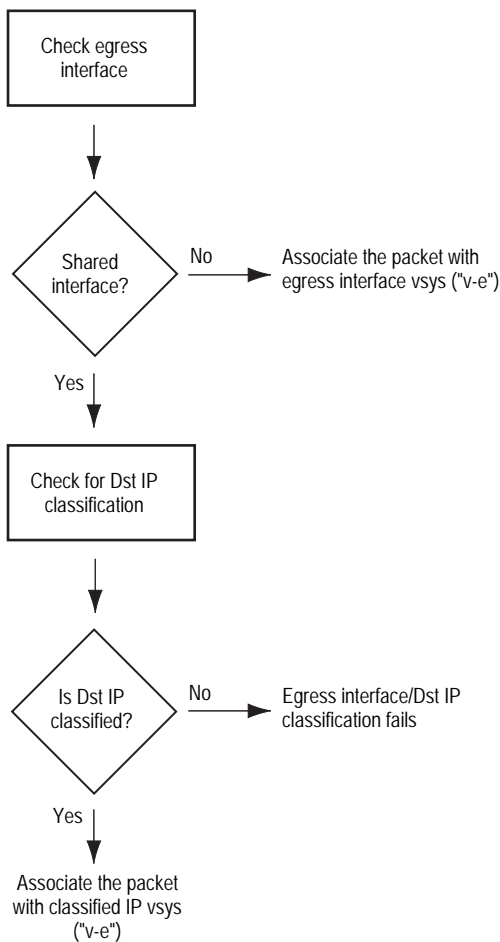 Check egress
interface
Shared
interface?
No
Associate the packet with
egress interface vsys ("v-e")
Yes
Check for Dst IP
classification
Is Dst IP
classified?
No
Egress interface/Dst IP
classification fails
Yes
Associate the packet
with classified IP vsys
("v-e")